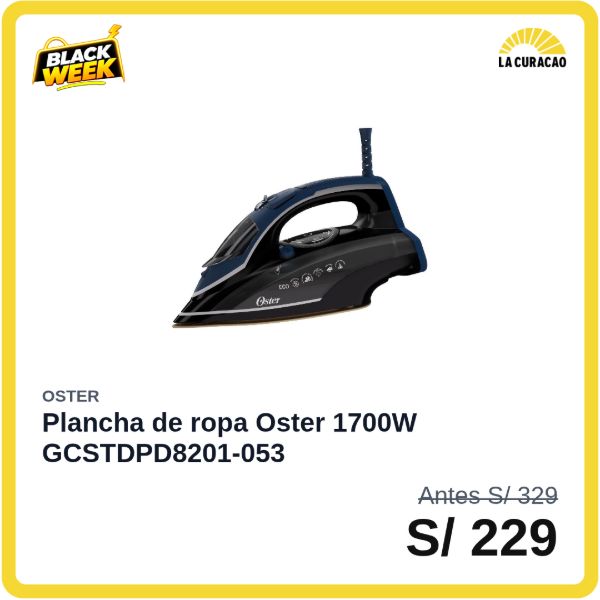 BLACK
WEEK
LA CURACAO
ECO
Oster
OSTER
Plancha de ropa Oster 1700W
GCSTDPD8201-053
Antes S/ 329
S/ 229